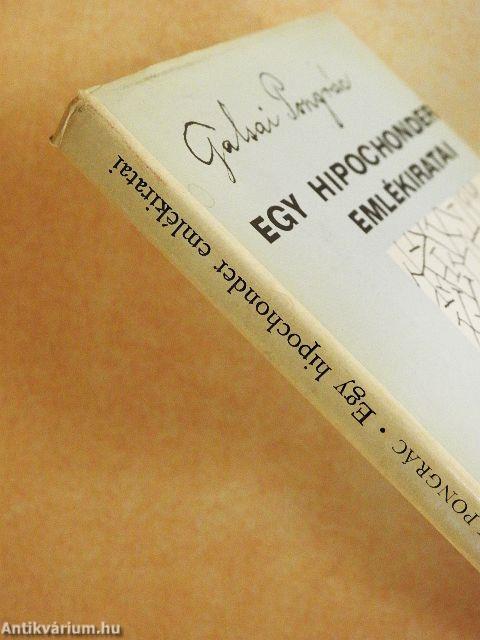 Galsai Pongrác
EGY HIPOCHONDER
EMLÉKIRATAI
PONGRÁC • Egy hipochonder emlékiratai
Antikvárium.hu